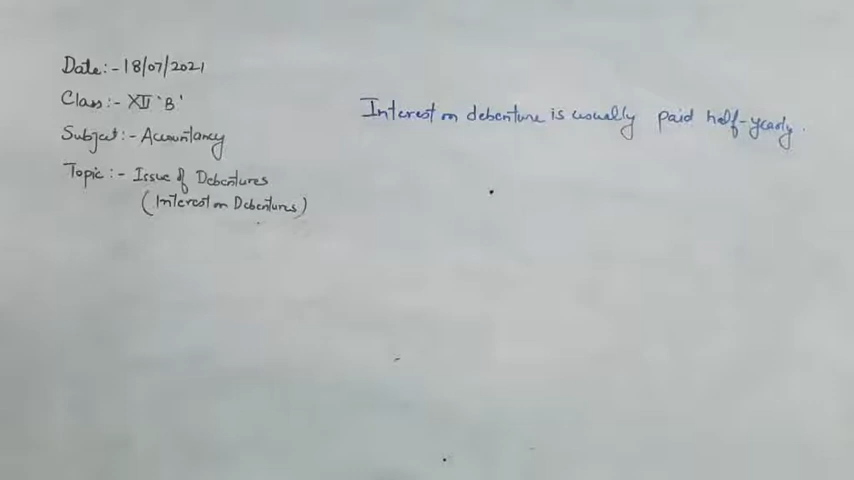 Date:- 18/07/2021
Class:- XII 'B'
Subject:- Accountancy
Topic:- Issue of Debentures
(Interest on Debentures)
Interest on debenture is usually paid half-yearly.